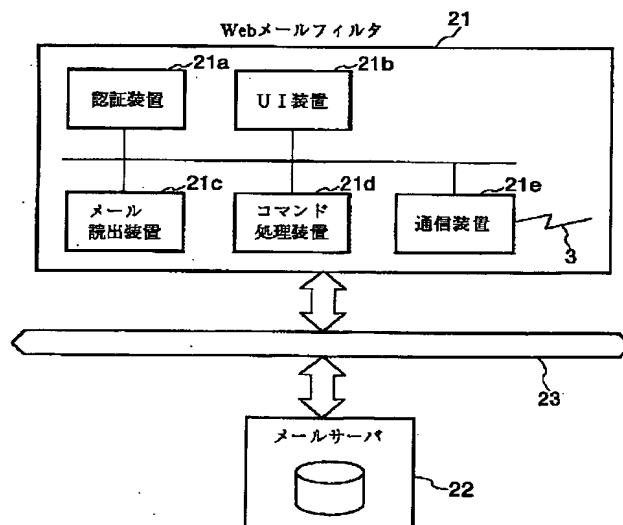 Webメールフィルタ
21
21a
21b
認証装置
UI装置
21c
21d
21e
メール
読出装置
コマンド
処理装置
通信装置
3
23
メールサーバ
22